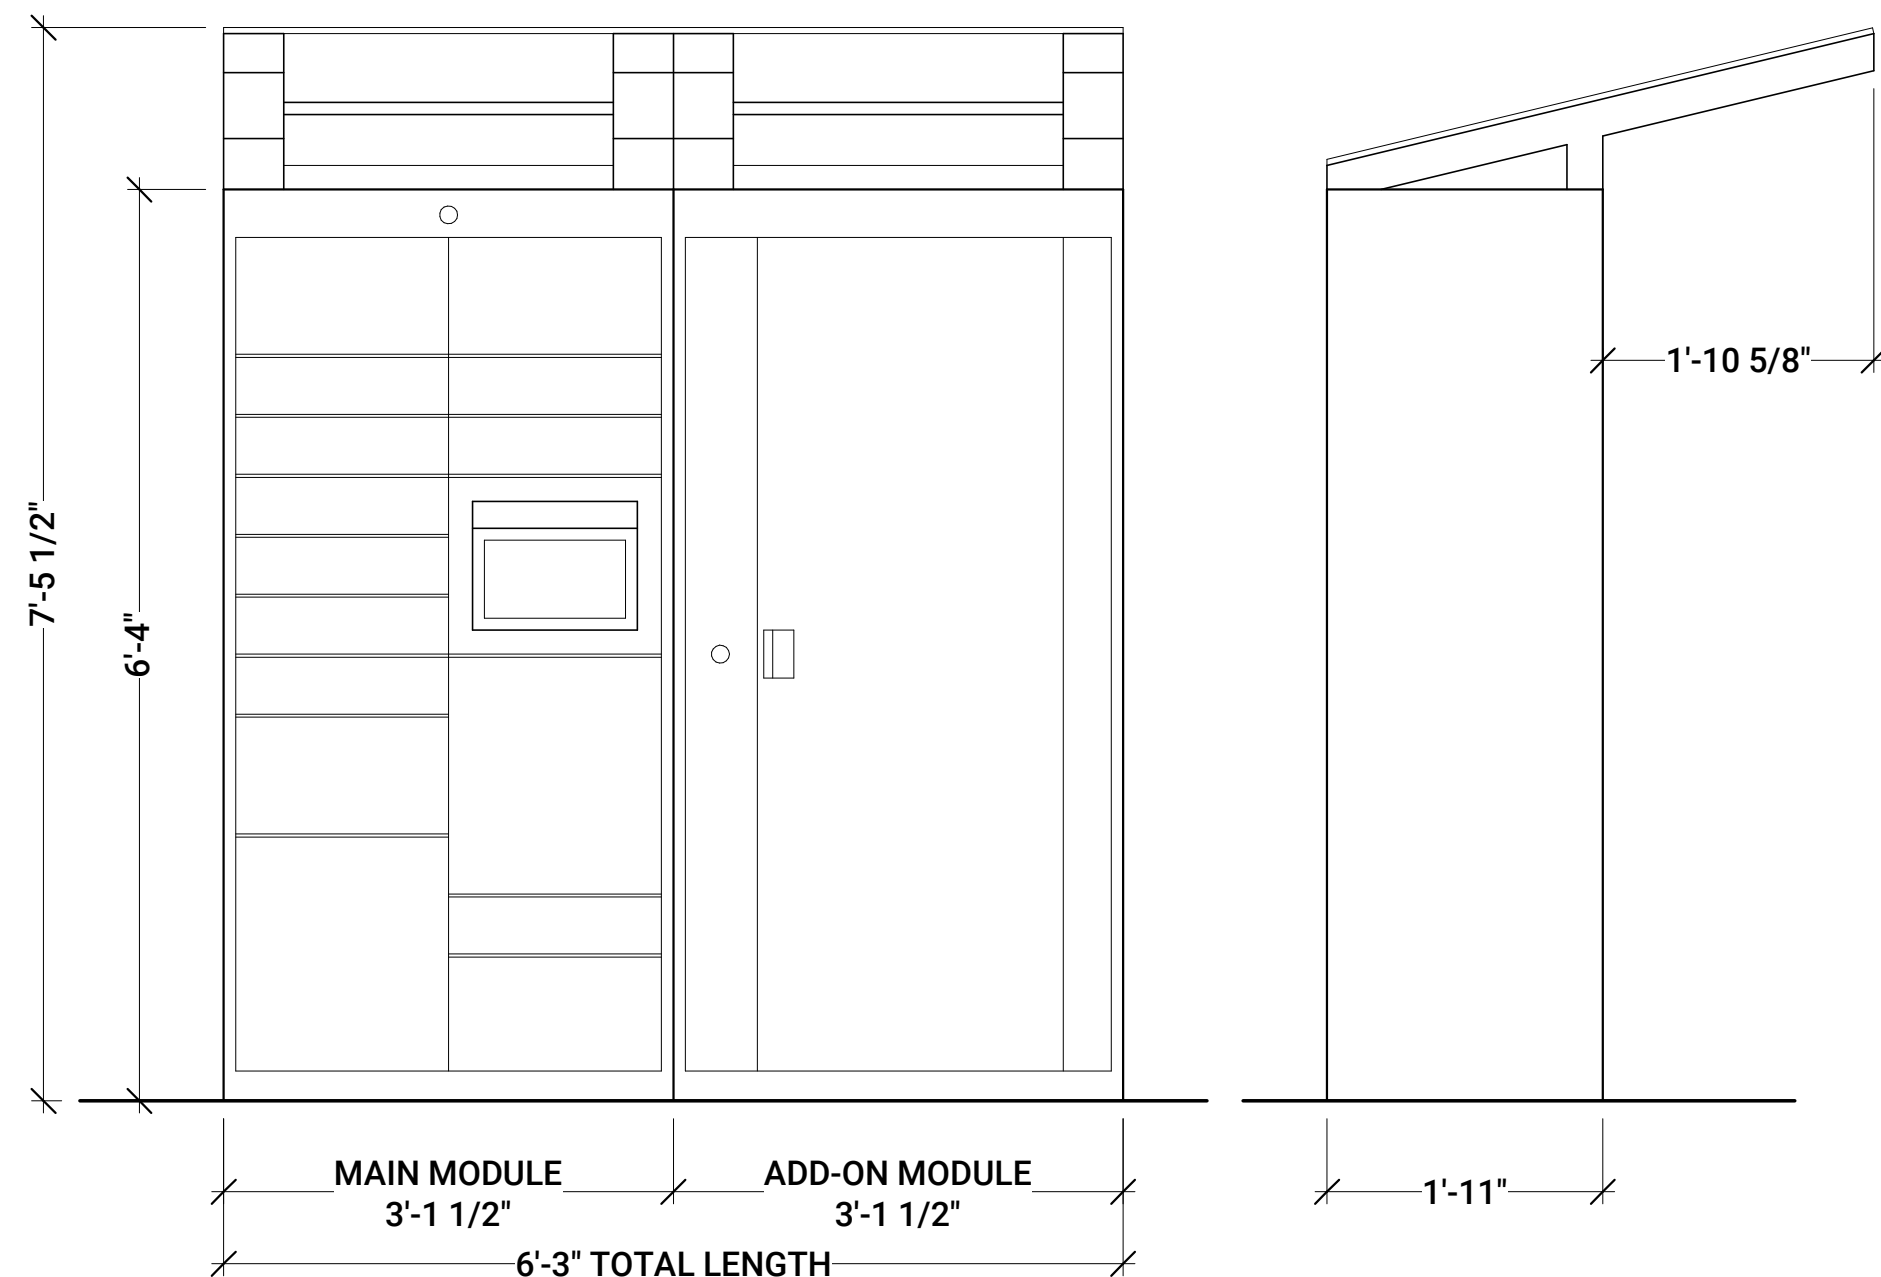 7'-5 1/2"
6'-4"
1'-10 5/8"
MAIN MODULE
3'-1 1/2"
ADD-ON MODULE
3'-1 1/2"
1'-11"
6'-3" TOTAL LENGTH